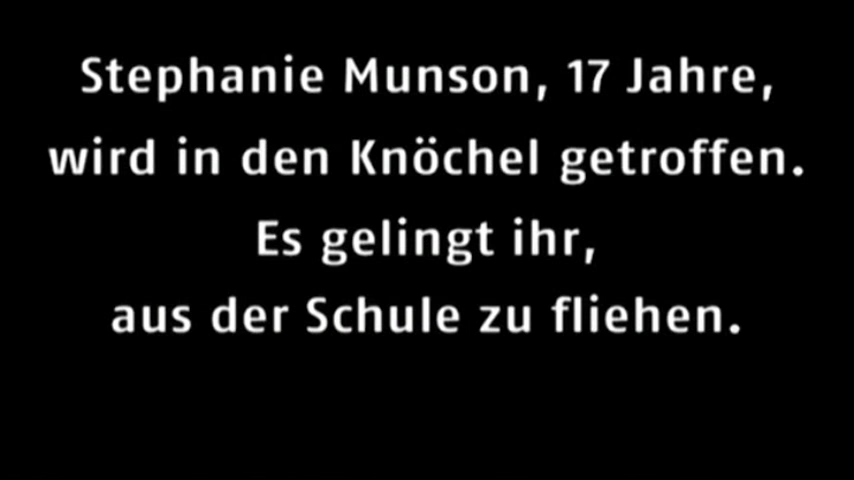 Stephanie Munson, 17 Jahre,
wird in den Knöchel getroffen.
Es gelingt ihr,
aus der Schule zu fliehen.